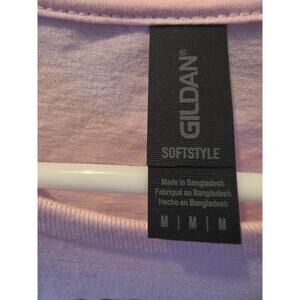 GILDAN®
SOFTSTYLE
Made in Bangladesh
Fabriqué au Bangladesh
Hecho en Bangladesh
M M M